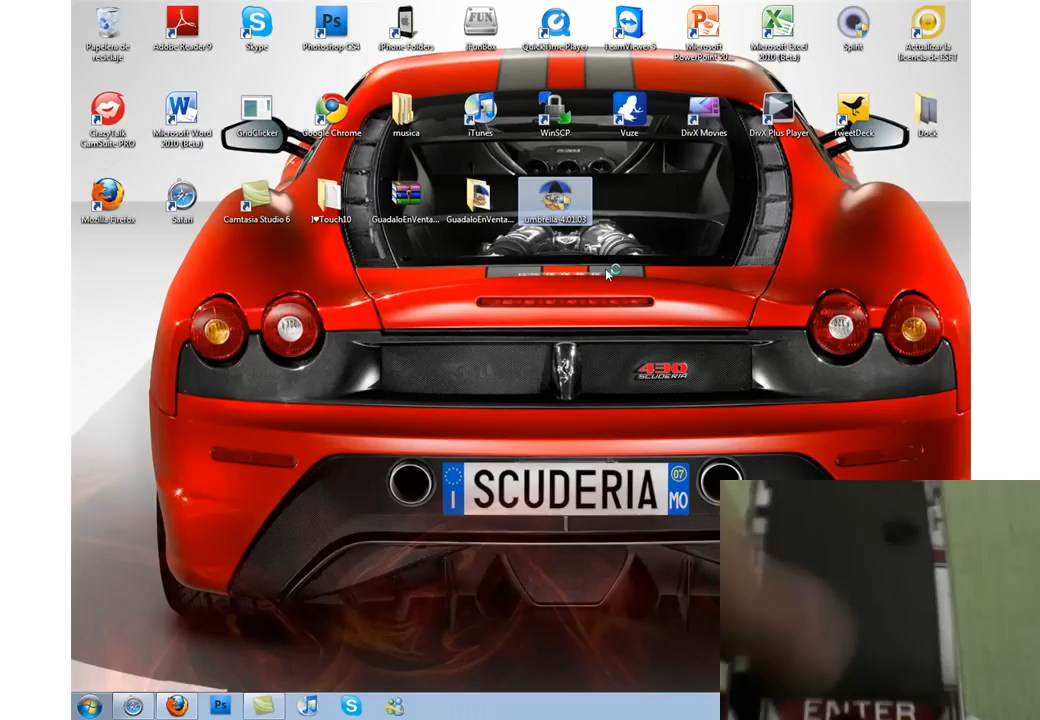 Papelera de reciclaje
Adobe Reader 9
Skype
Photoshop CS4
iPhone Folders
iFunBox
QuickTime Player
TeamViewer 5
Microsoft PowerPoint 20...
Microsoft Excel 2010 (Beta)
Spirit
Actualizar la licencia de ESET
CrazyTalk CamSuite PRO
Microsoft Word 2010 (Beta)
GridClicker
Google Chrome
musica
iTunes
WinSCP
Vuze
DivX Movies
DivX Plus Player
TweetDeck
Dock
Mozilla Firefox
Safari
Camtasia Studio 6
I♥Touch10
GuadaloEnVenta...
GuadaloEnVenta...
umbrella-4.01.03
FUN
Ps
430
SCUDERIA
I SCUDERIA 07 MO
Ps
ENTER